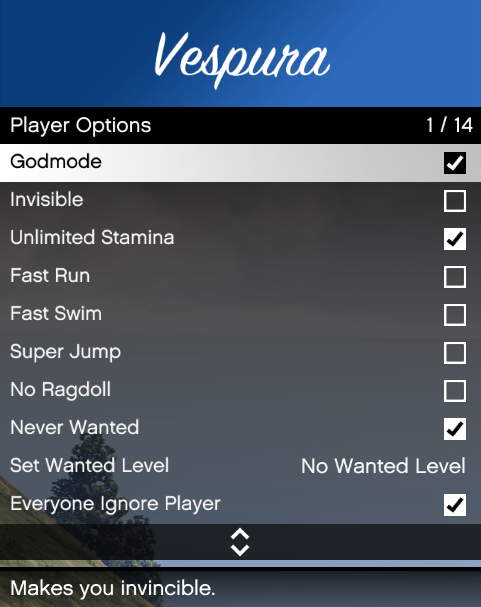 Vespura
Player Options 1 / 14
Godmode
Invisible
Unlimited Stamina
Fast Run
Fast Swim
Super Jump
No Ragdoll
Never Wanted
Set Wanted Level No Wanted Level
Everyone Ignore Player
Makes you invincible.